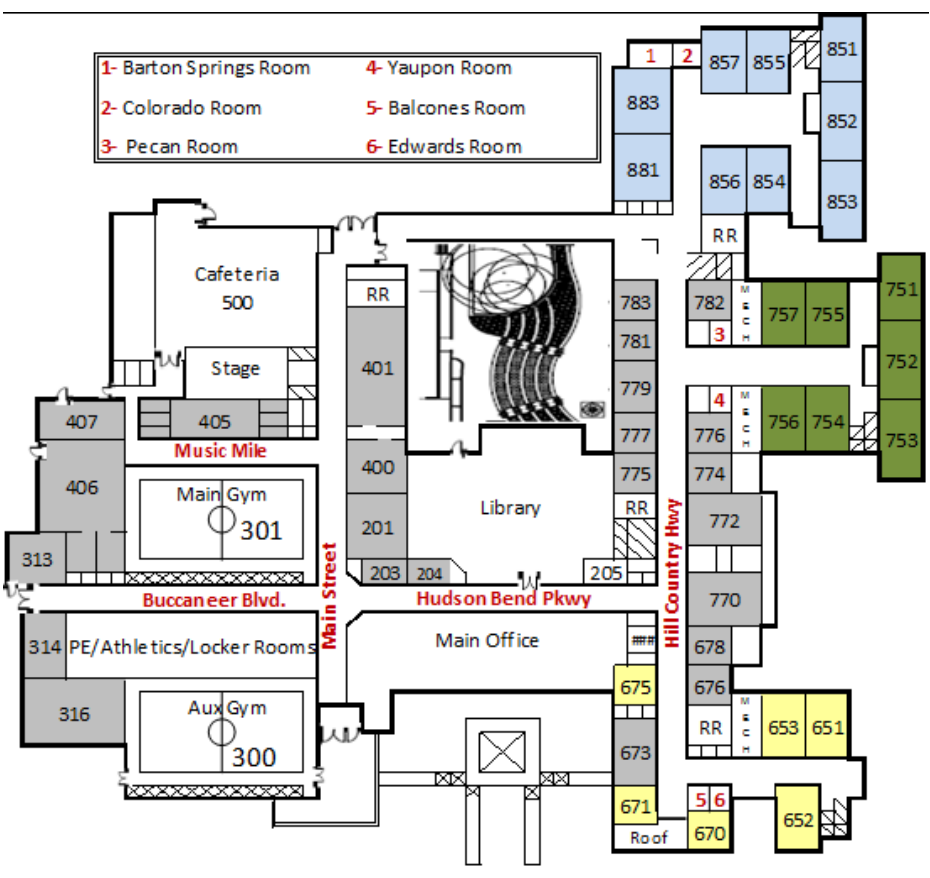 1- Barton Springs Room
4- Yaupon Room
2- Colorado Room
5- Balcones Room
3- Pecan Room
6- Edwards Room
1
2
857
855
851
883
852
881
856
854
853
RR
Cafeteria
500
RR
783
782
MECH
757
755
751
3
781
401
Stage
779
752
4
405
407
777
776
MECH
756
754
753
Music Mile
400
775
774
406
Main Gym
301
Library
RR
772
201
313
203
204
205
Main Street
Hill Country Hwy
Buccaneer Blvd.
Hudson Bend Pkwy
770
314
PE/Athletics/Locker Rooms
Main Office
###
678
675
676
316
Aux Gym
300
RR
MECH
653
651
673
5
6
671
652
Roof
670